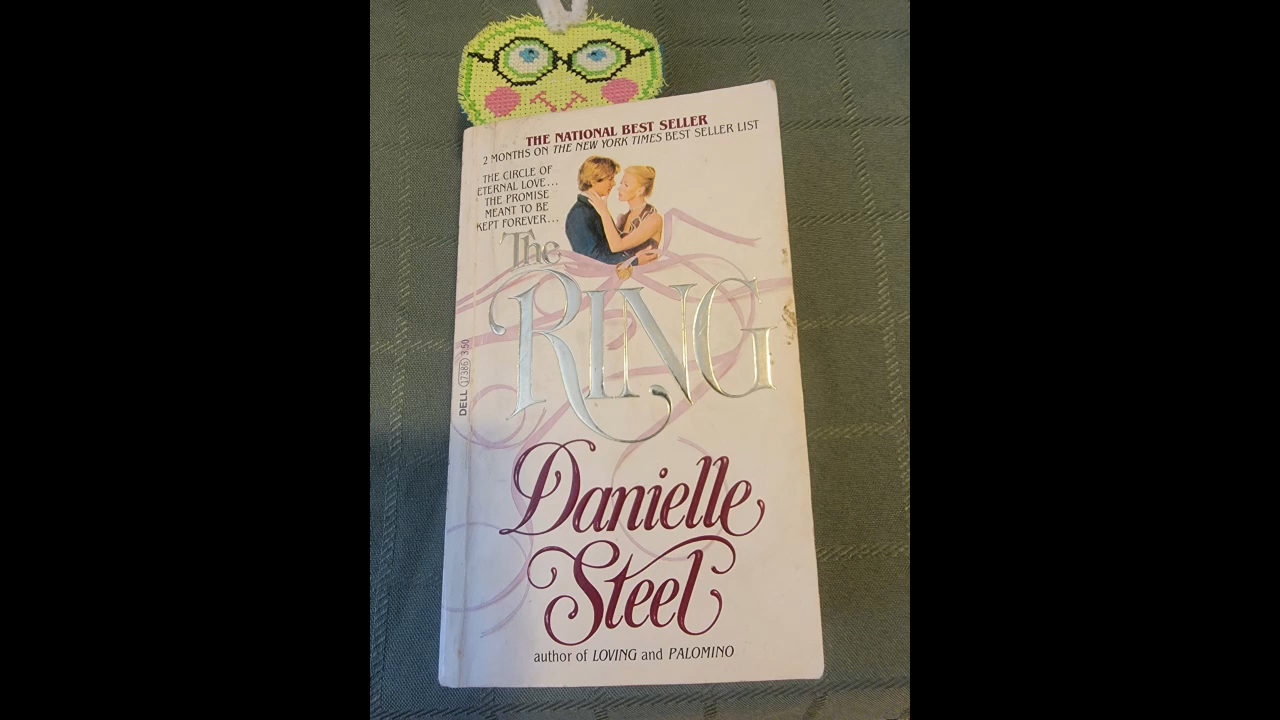 THE NATIONAL BEST SELLER
2 MONTHS ON THE NEW YORK TIMES BEST SELLER LIST
THE CIRCLE OF
ETERNAL LOVE...
THE PROMISE
MEANT TO BE
KEPT FOREVER...
The
RING
DELL 17386 3.50
Danielle
Steel
author of LOVING and PALOMINO